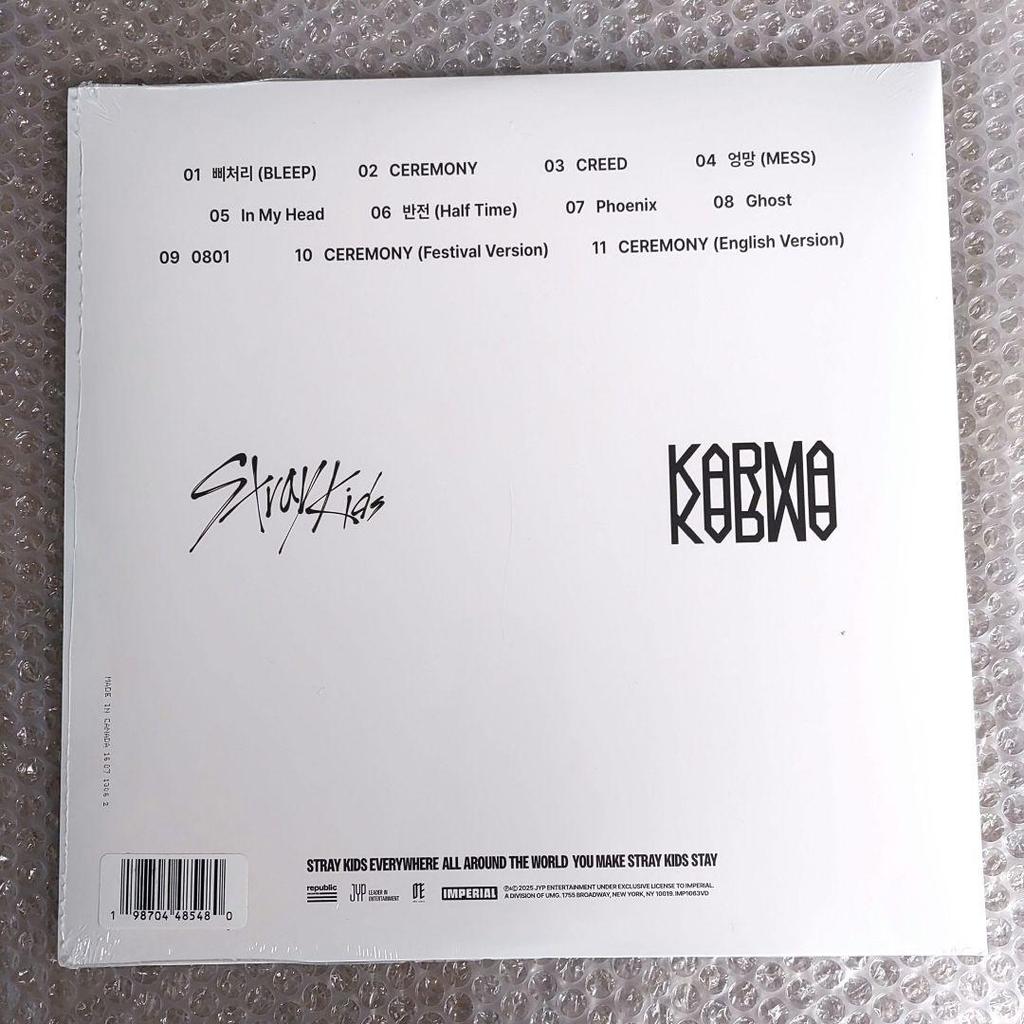 01 삐처리 (BLEEP) 02 CEREMONY 03 CREED 04 엉망 (MESS)
05 In My Head 06 반전 (Half Time) 07 Phoenix 08 Ghost
09 0801 10 CEREMONY (Festival Version) 11 CEREMONY (English Version)
Stray Kids
KARMA
MADE IN CANADA
STRAY KIDS EVERYWHERE ALL AROUND THE WORLD YOU MAKE STRAY KIDS STAY
republic
JYP LEADER IN ENTERTAINMENT
IMPERIAL
℗&© 2025 JYP ENTERTAINMENT UNDER EXCLUSIVE LICENSE TO IMPERIAL.
A DIVISION OF UMG. 1755 BROADWAY, NEW YORK, NY 10019. IMP1063VD
1 98704 48548 0